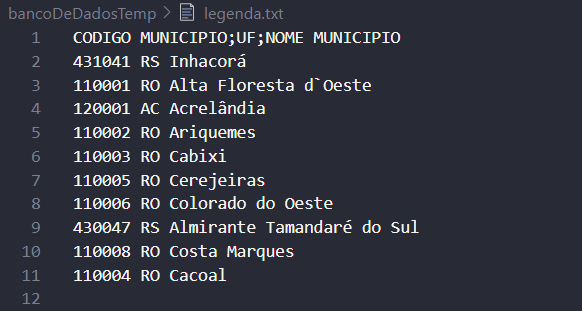 bancoDeDadosTemp > legenda.txt
1 CODIGO MUNICIPIO;UF;NOME MUNICIPIO
2 431041 RS Inhacorá
3 110001 RO Alta Floresta d`Oeste
4 120001 AC Acrelândia
5 110002 RO Ariquemes
6 110003 RO Cabixi
7 110005 RO Cerejeiras
8 110006 RO Colorado do Oeste
9 430047 RS Almirante Tamandaré do Sul
10 110008 RO Costa Marques
11 110004 RO Cacoal
12